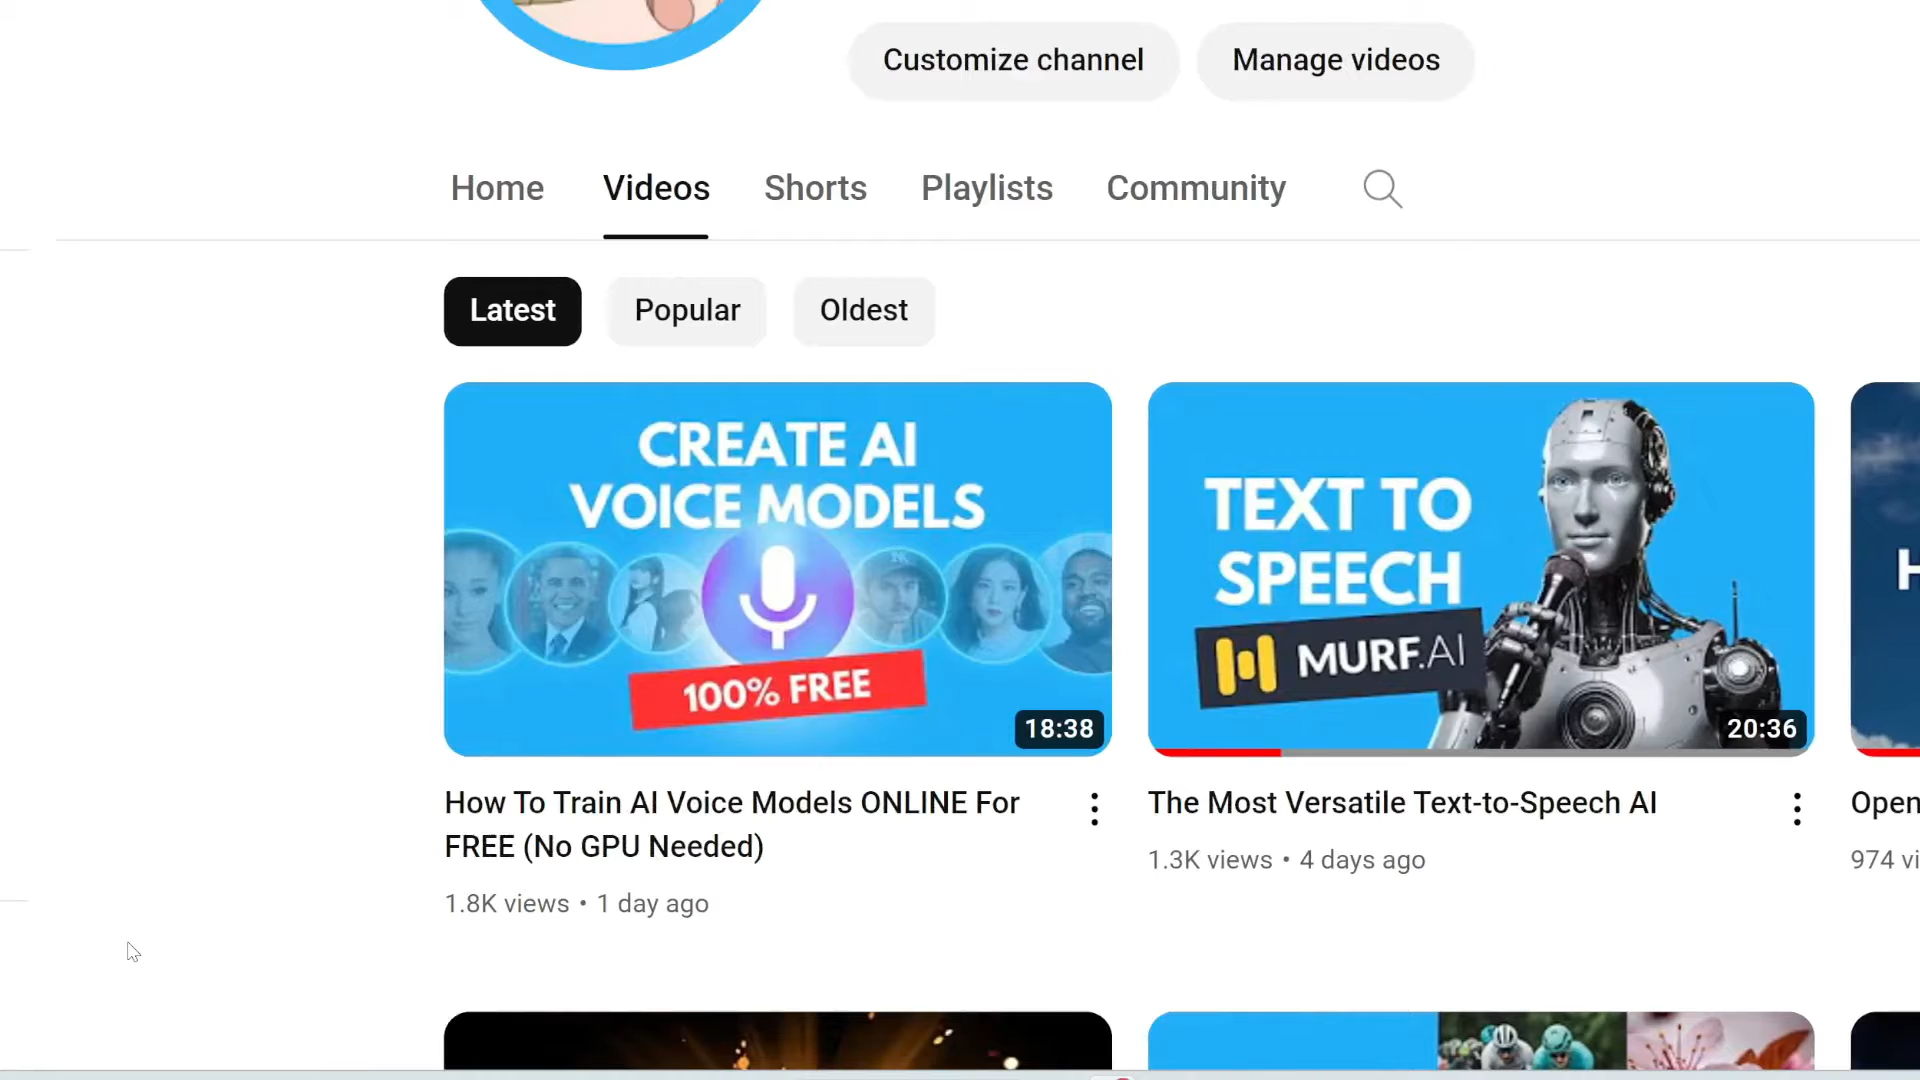 Customize channel
Manage videos
Home
Videos
Shorts
Playlists
Community
Latest
Popular
Oldest
CREATE AI
VOICE MODELS
100% FREE
18:38
TEXT TO
SPEECH
MURF.AI
20:36
H
How To Train AI Voice Models ONLINE For
FREE (No GPU Needed)
1.8K views • 1 day ago
The Most Versatile Text-to-Speech AI
1.3K views • 4 days ago
Open
974 vi